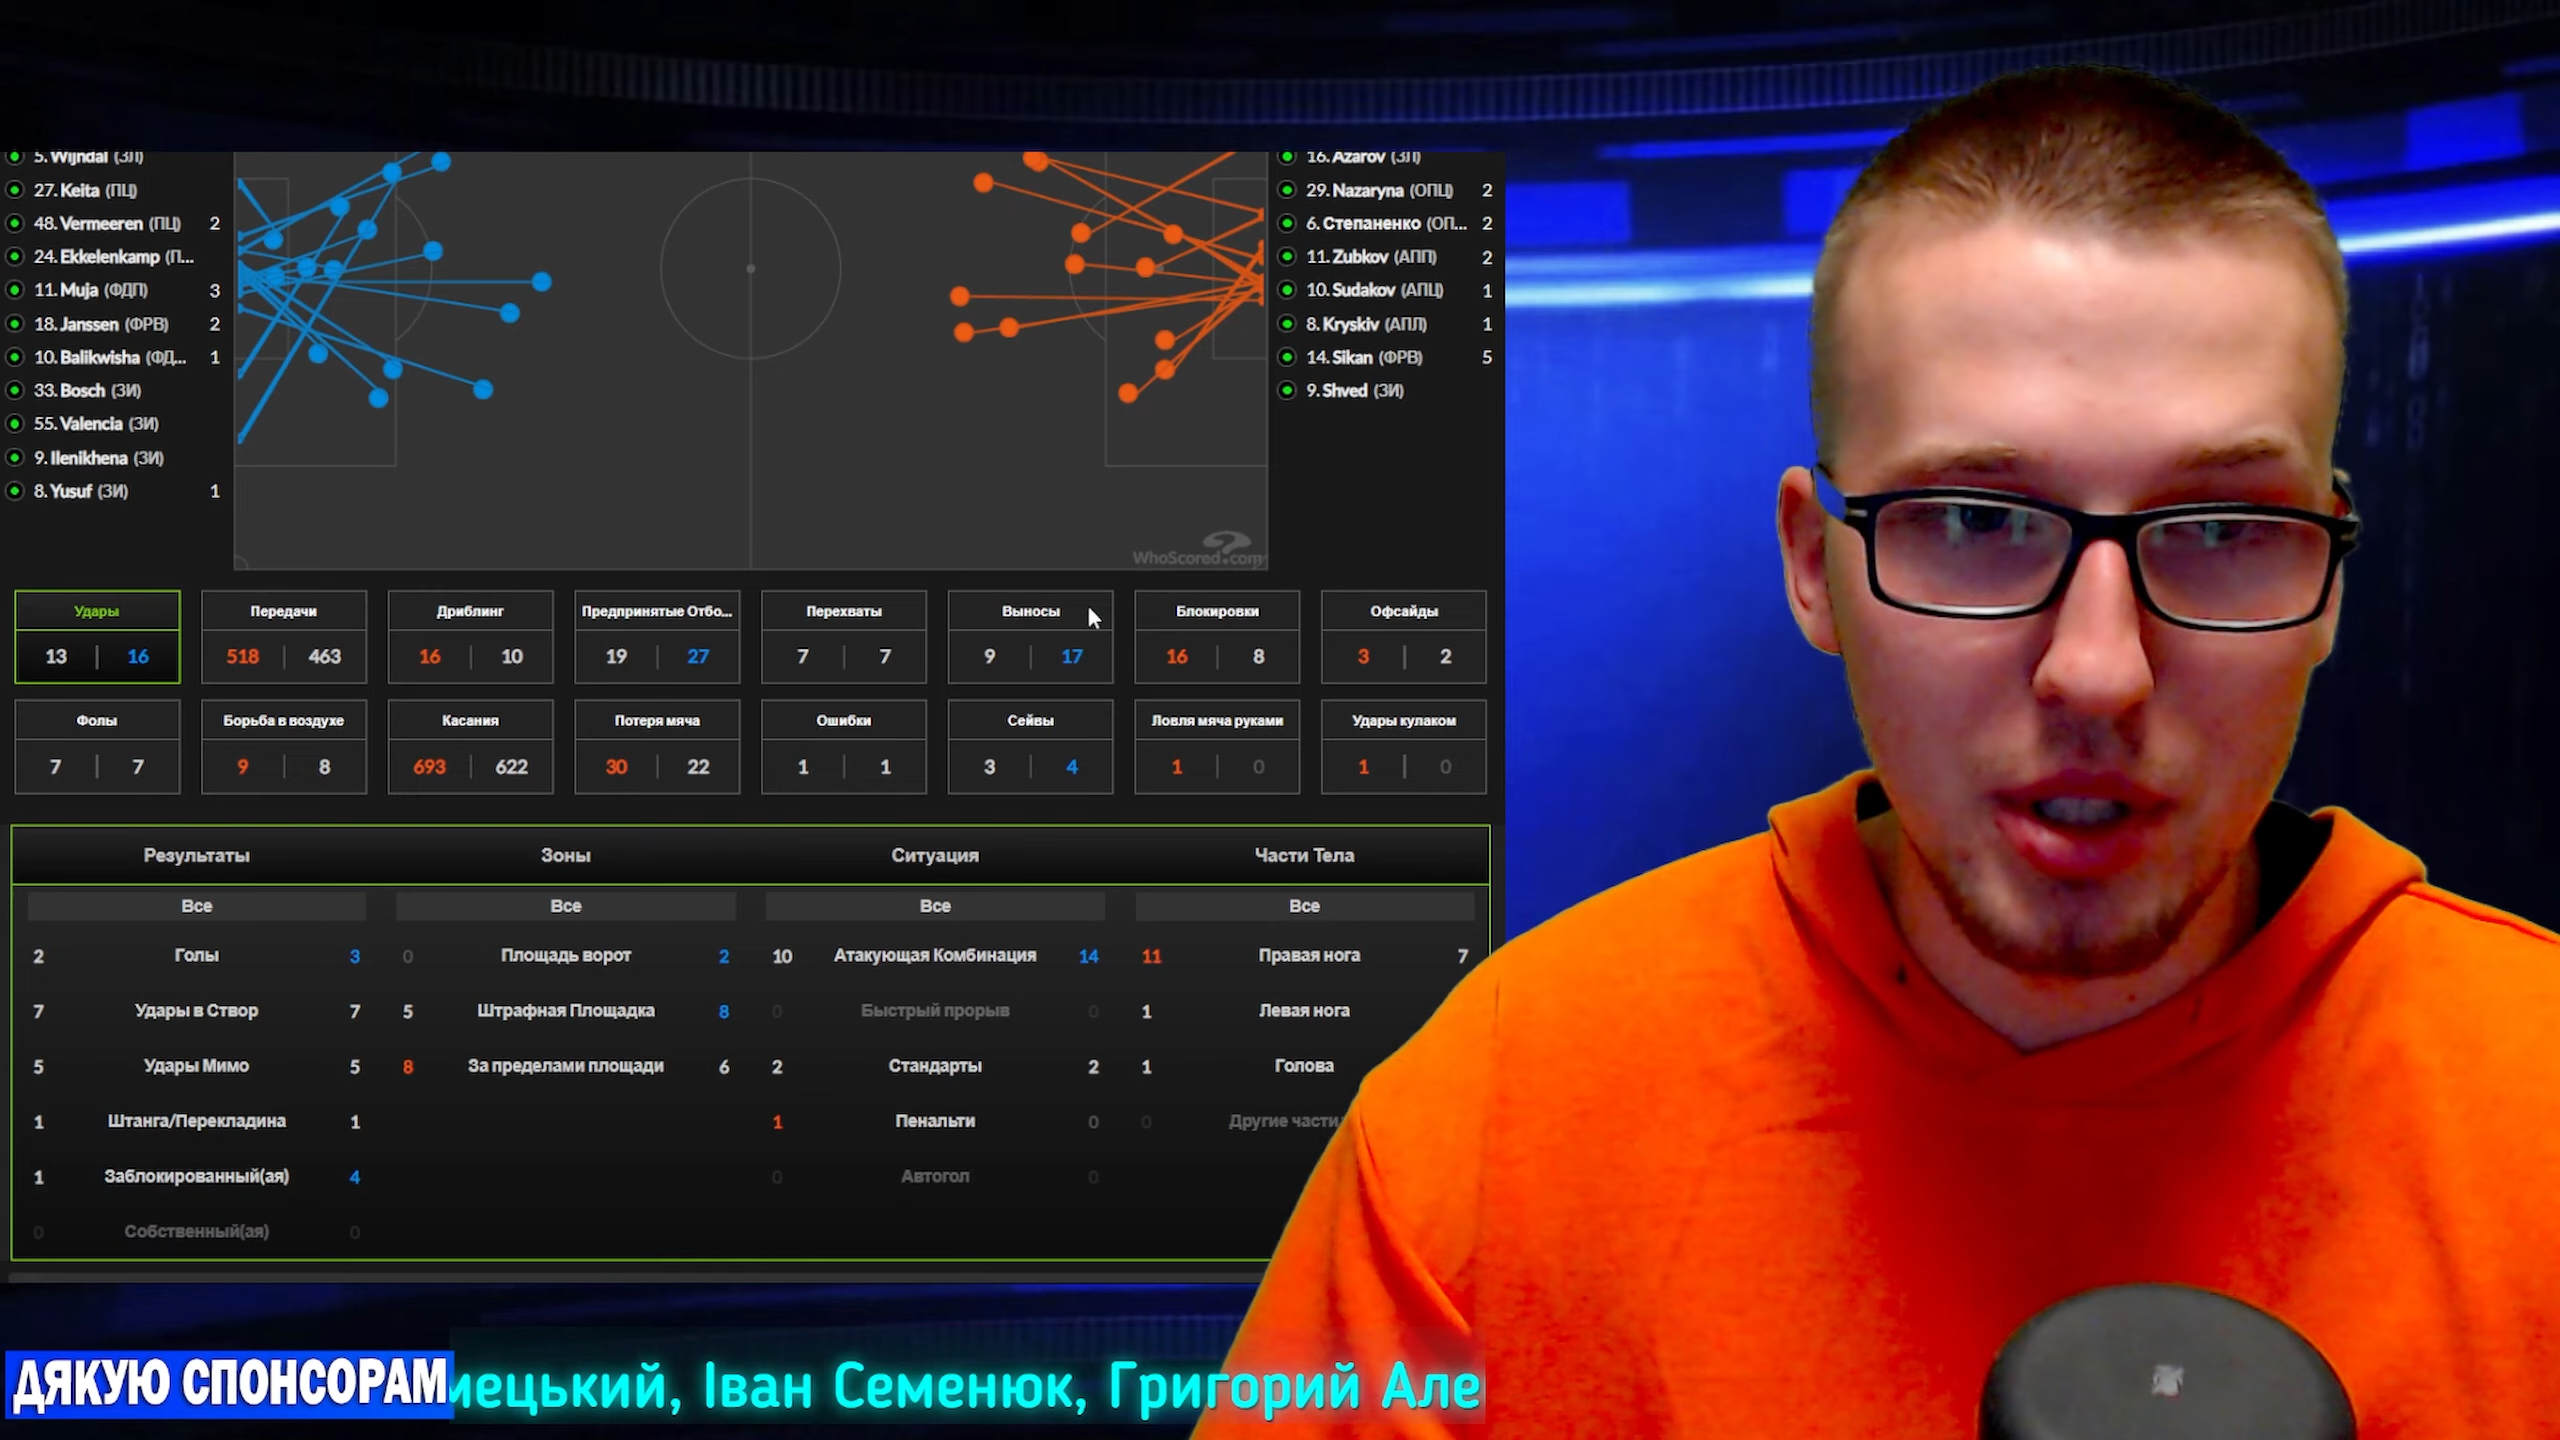 5. Wijndal (ЗЛ)
27. Keita (ПЦ)
48. Vermeeren (ПЦ) 2
24. Ekkelenkamp (П...
11. Muja (ФДП) 3
18. Janssen (ФРВ) 2
10. Balikwisha (ФД... 1
33. Bosch (ЗИ)
55. Valencia (ЗИ)
9. Ilenikhena (ЗИ)
8. Yusuf (ЗИ) 1
WhoScored.com
16. Azarov (ЗП)
29. Nazaryna (ОПЦ) 2
6. Степаненко (ОП... 2
11. Zubkov (АПП) 2
10. Sudakov (АПЦ) 1
8. Kryskiv (АПЛ) 1
14. Sikan (ФРВ) 5
9. Shved (ЗИ)
Удары Передачи Дриблинг Предпринятые Отбо... Перехваты Выносы Блокировки Офсайды
13 | 16 518 | 463 16 | 10 19 | 27 7 | 7 9 | 17 16 | 8 3 | 2
Фолы Борьба в воздухе Касания Потеря мяча Ошибки Сейвы Ловля мяча руками Удары кулаком
7 | 7 9 | 8 693 | 622 30 | 22 1 | 1 3 | 4 1 | 0 1 | 0
Результаты Зоны Ситуация Части Тела
Все Все Все Все
2 Голы 3 0 Площадь ворот 2 10 Атакующая Комбинация 14 11 Правая нога 7
7 Удары в Створ 7 5 Штрафная Площадка 8 0 Быстрый прорыв 0 1 Левая нога
5 Удары Мимо 5 8 За пределами площади 6 2 Стандарты 2 1 Голова
1 Штанга/Перекладина 1 1 Пенальти 0 0 Другие части
1 Заблокированный(ая) 4 0 Автогол 0
0 Собственный(ая) 0
ДЯКУЮ СПОНСОРАМ мецький, Іван Семенюк, Григорий Але